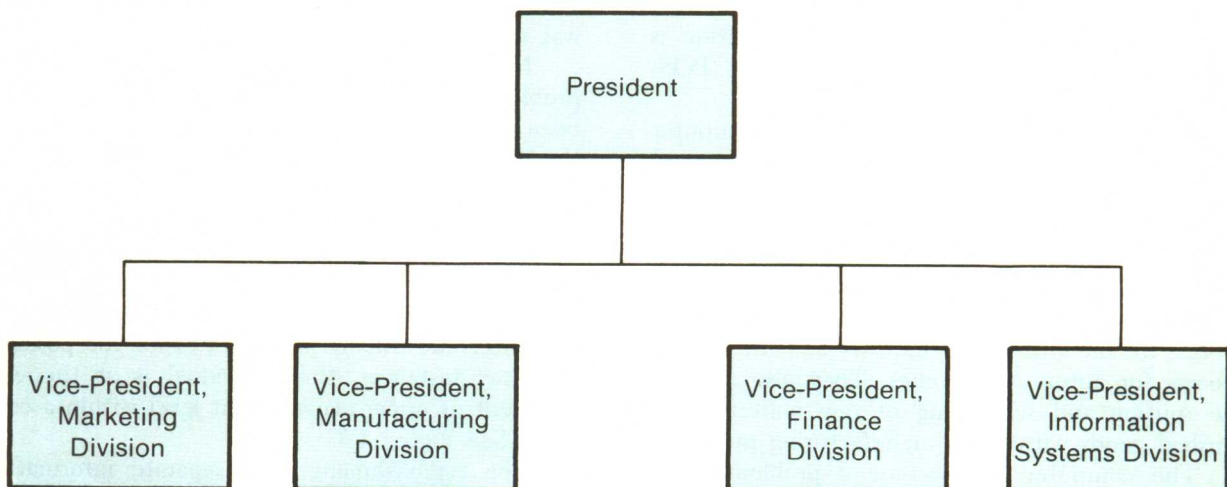 President
Vice-President,
Marketing
Division
Vice-President,
Manufacturing
Division
Vice-President,
Finance
Division
Vice-President,
Information
Systems Division